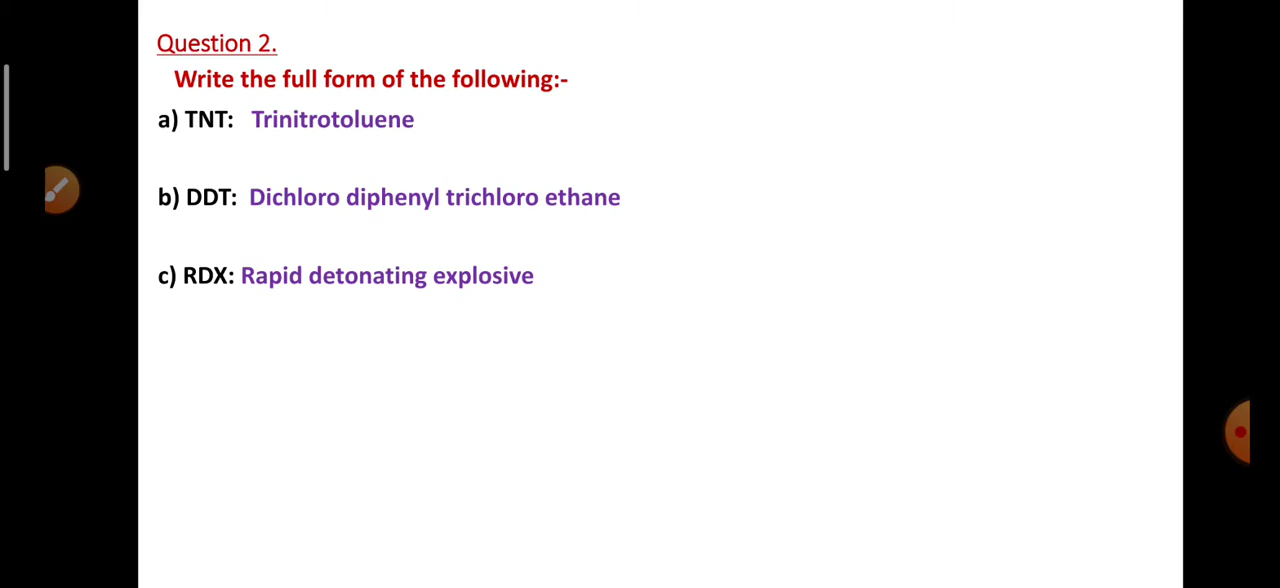 Question 2.
Write the full form of the following:-
a) TNT: Trinitrotoluene
b) DDT: Dichloro diphenyl trichloro ethane
c) RDX: Rapid detonating explosive